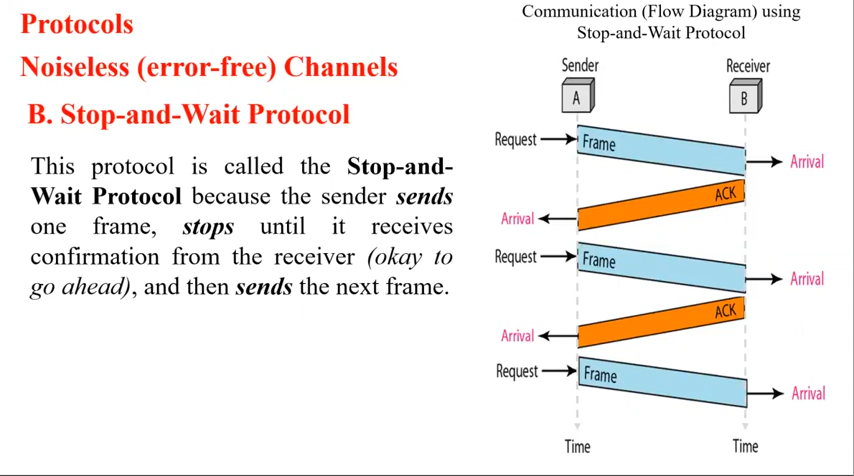 Protocols
Noiseless (error-free) Channels
B. Stop-and-Wait Protocol
This protocol is called the Stop-and-
Wait Protocol because the sender sends
one frame, stops until it receives
confirmation from the receiver (okay to
go ahead), and then sends the next frame.
Communication (Flow Diagram) using
Stop-and-Wait Protocol
Sender
Receiver
A
B
Request
Frame
Arrival
ACK
Arrival
Request
Frame
Arrival
ACK
Arrival
Request
Frame
Arrival
Time
Time